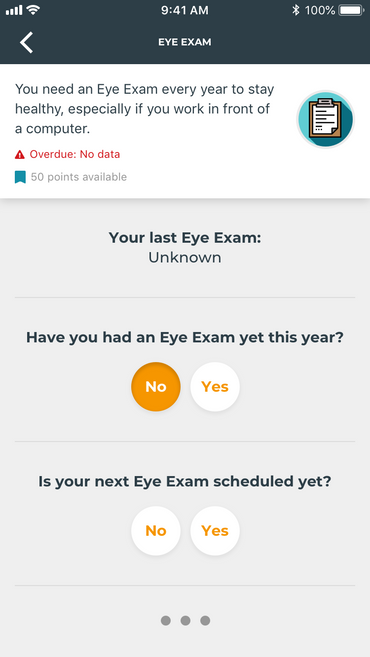 9:41 AM
100%
EYE EXAM
You need an Eye Exam every year to stay
healthy, especially if you work in front of
a computer.
Overdue: No data
50 points available
Your last Eye Exam:
Unknown
Have you had an Eye Exam yet this year?
No Yes
Is your next Eye Exam scheduled yet?
No Yes